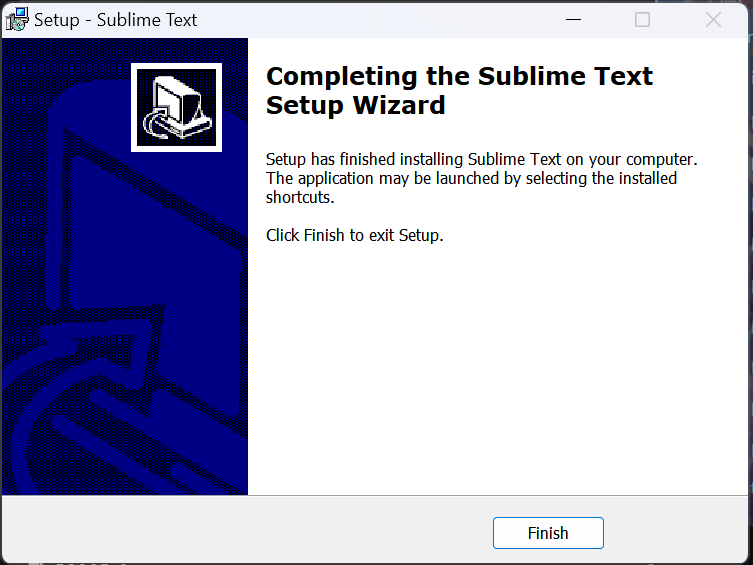 Setup - Sublime Text
Completing the Sublime Text
Setup Wizard
Setup has finished installing Sublime Text on your computer.
The application may be launched by selecting the installed
shortcuts.
Click Finish to exit Setup.
Finish